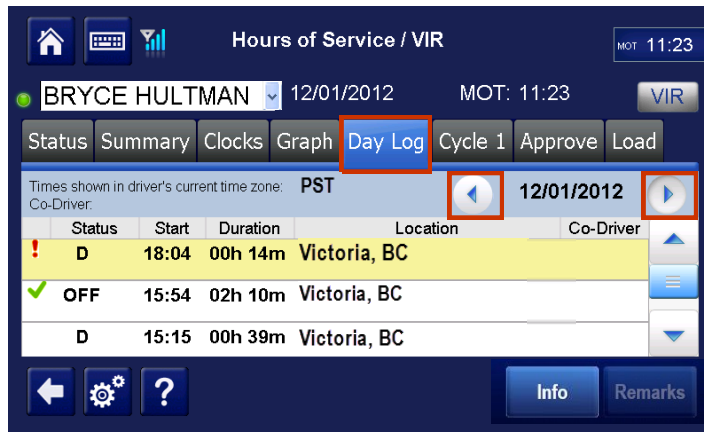 Hours of Service / VIR
MOT 11:23
BRYCE HULTMAN 12/01/2012 MOT: 11:23 VIR
Status Summary Clocks Graph Day Log Cycle 1 Approve Load
Times shown in driver's current time zone: PST 12/01/2012
Co-Driver:
Status Start Duration Location Co-Driver
! D 18:04 00h 14m Victoria, BC
OFF 15:54 02h 10m Victoria, BC
D 15:15 00h 39m Victoria, BC
? Info Remarks